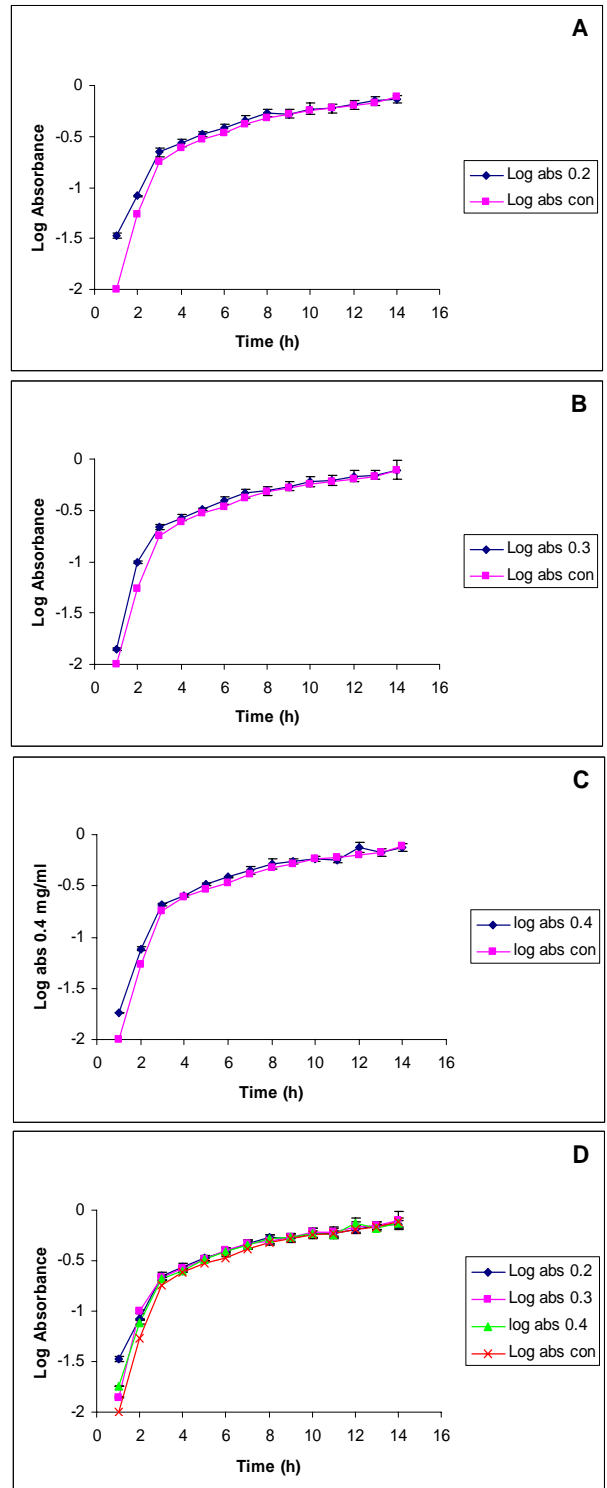 A
0
-0.5
-1
-1.5
-2
0 2 4 6 8 10 12 14 16
Log Absorbance
Time (h)
Log abs 0.2
Log abs con
B
0
-0.5
-1
-1.5
-2
0 2 4 6 8 10 12 14 16
Log Absorbance
Time (h)
Log abs 0.3
Log abs con
C
0
-0.5
-1
-1.5
-2
0 2 4 6 8 10 12 14 16
Log abs 0.4 mg/ml
Time (h)
log abs 0.4
log abs con
D
0
-0.5
-1
-1.5
-2
0 2 4 6 8 10 12 14 16
Log Absorbance
Time (h)
Log abs 0.2
Log abs 0.3
log abs 0.4
Log abs con